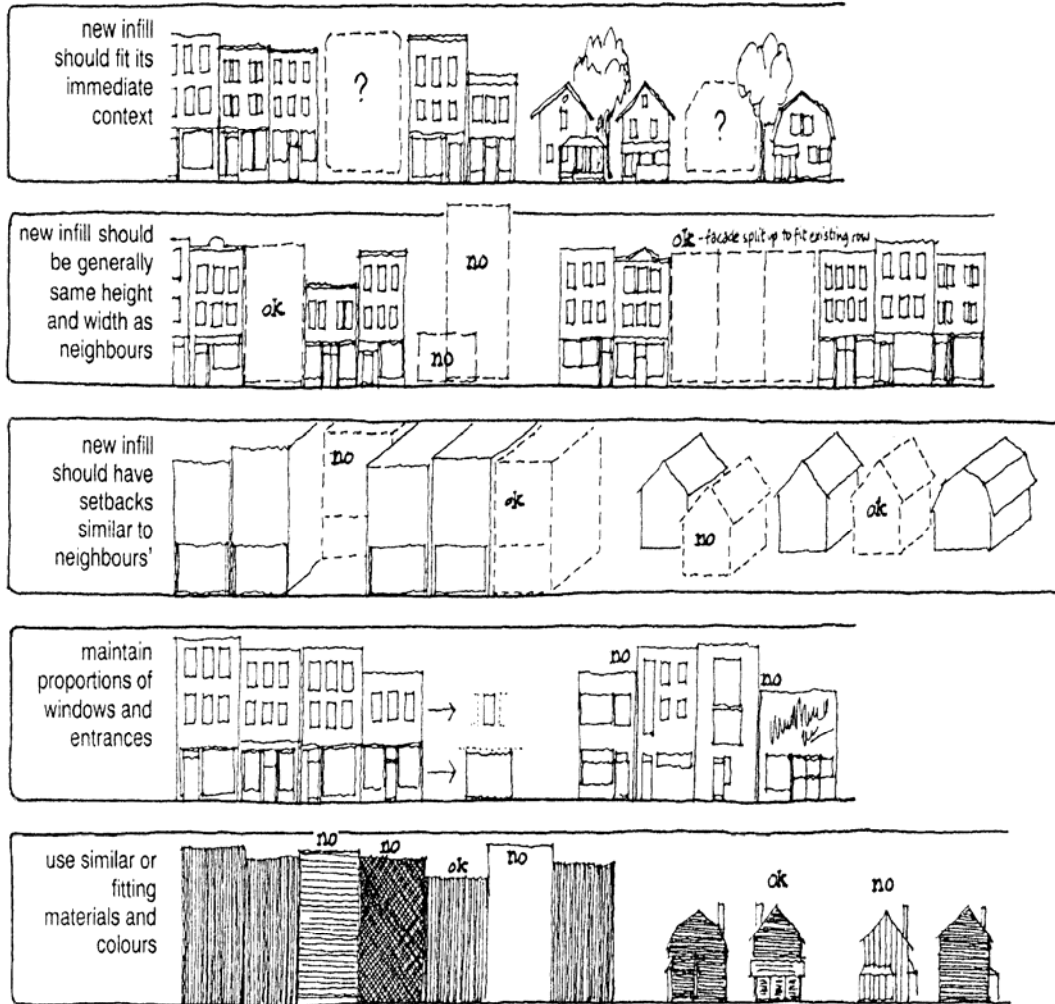 new infill
should fit its
immediate
context
?
?
new infill should
be generally
same height
and width as
neighbours
ok
no
no
ok - facade split up to fit existing row
new infill
should have
setbacks
similar to
neighbours'
no
ok
no
ok
maintain
proportions of
windows and
entrances
no
no
use similar or
fitting
materials and
colours
no
no
ok
no
ok
no